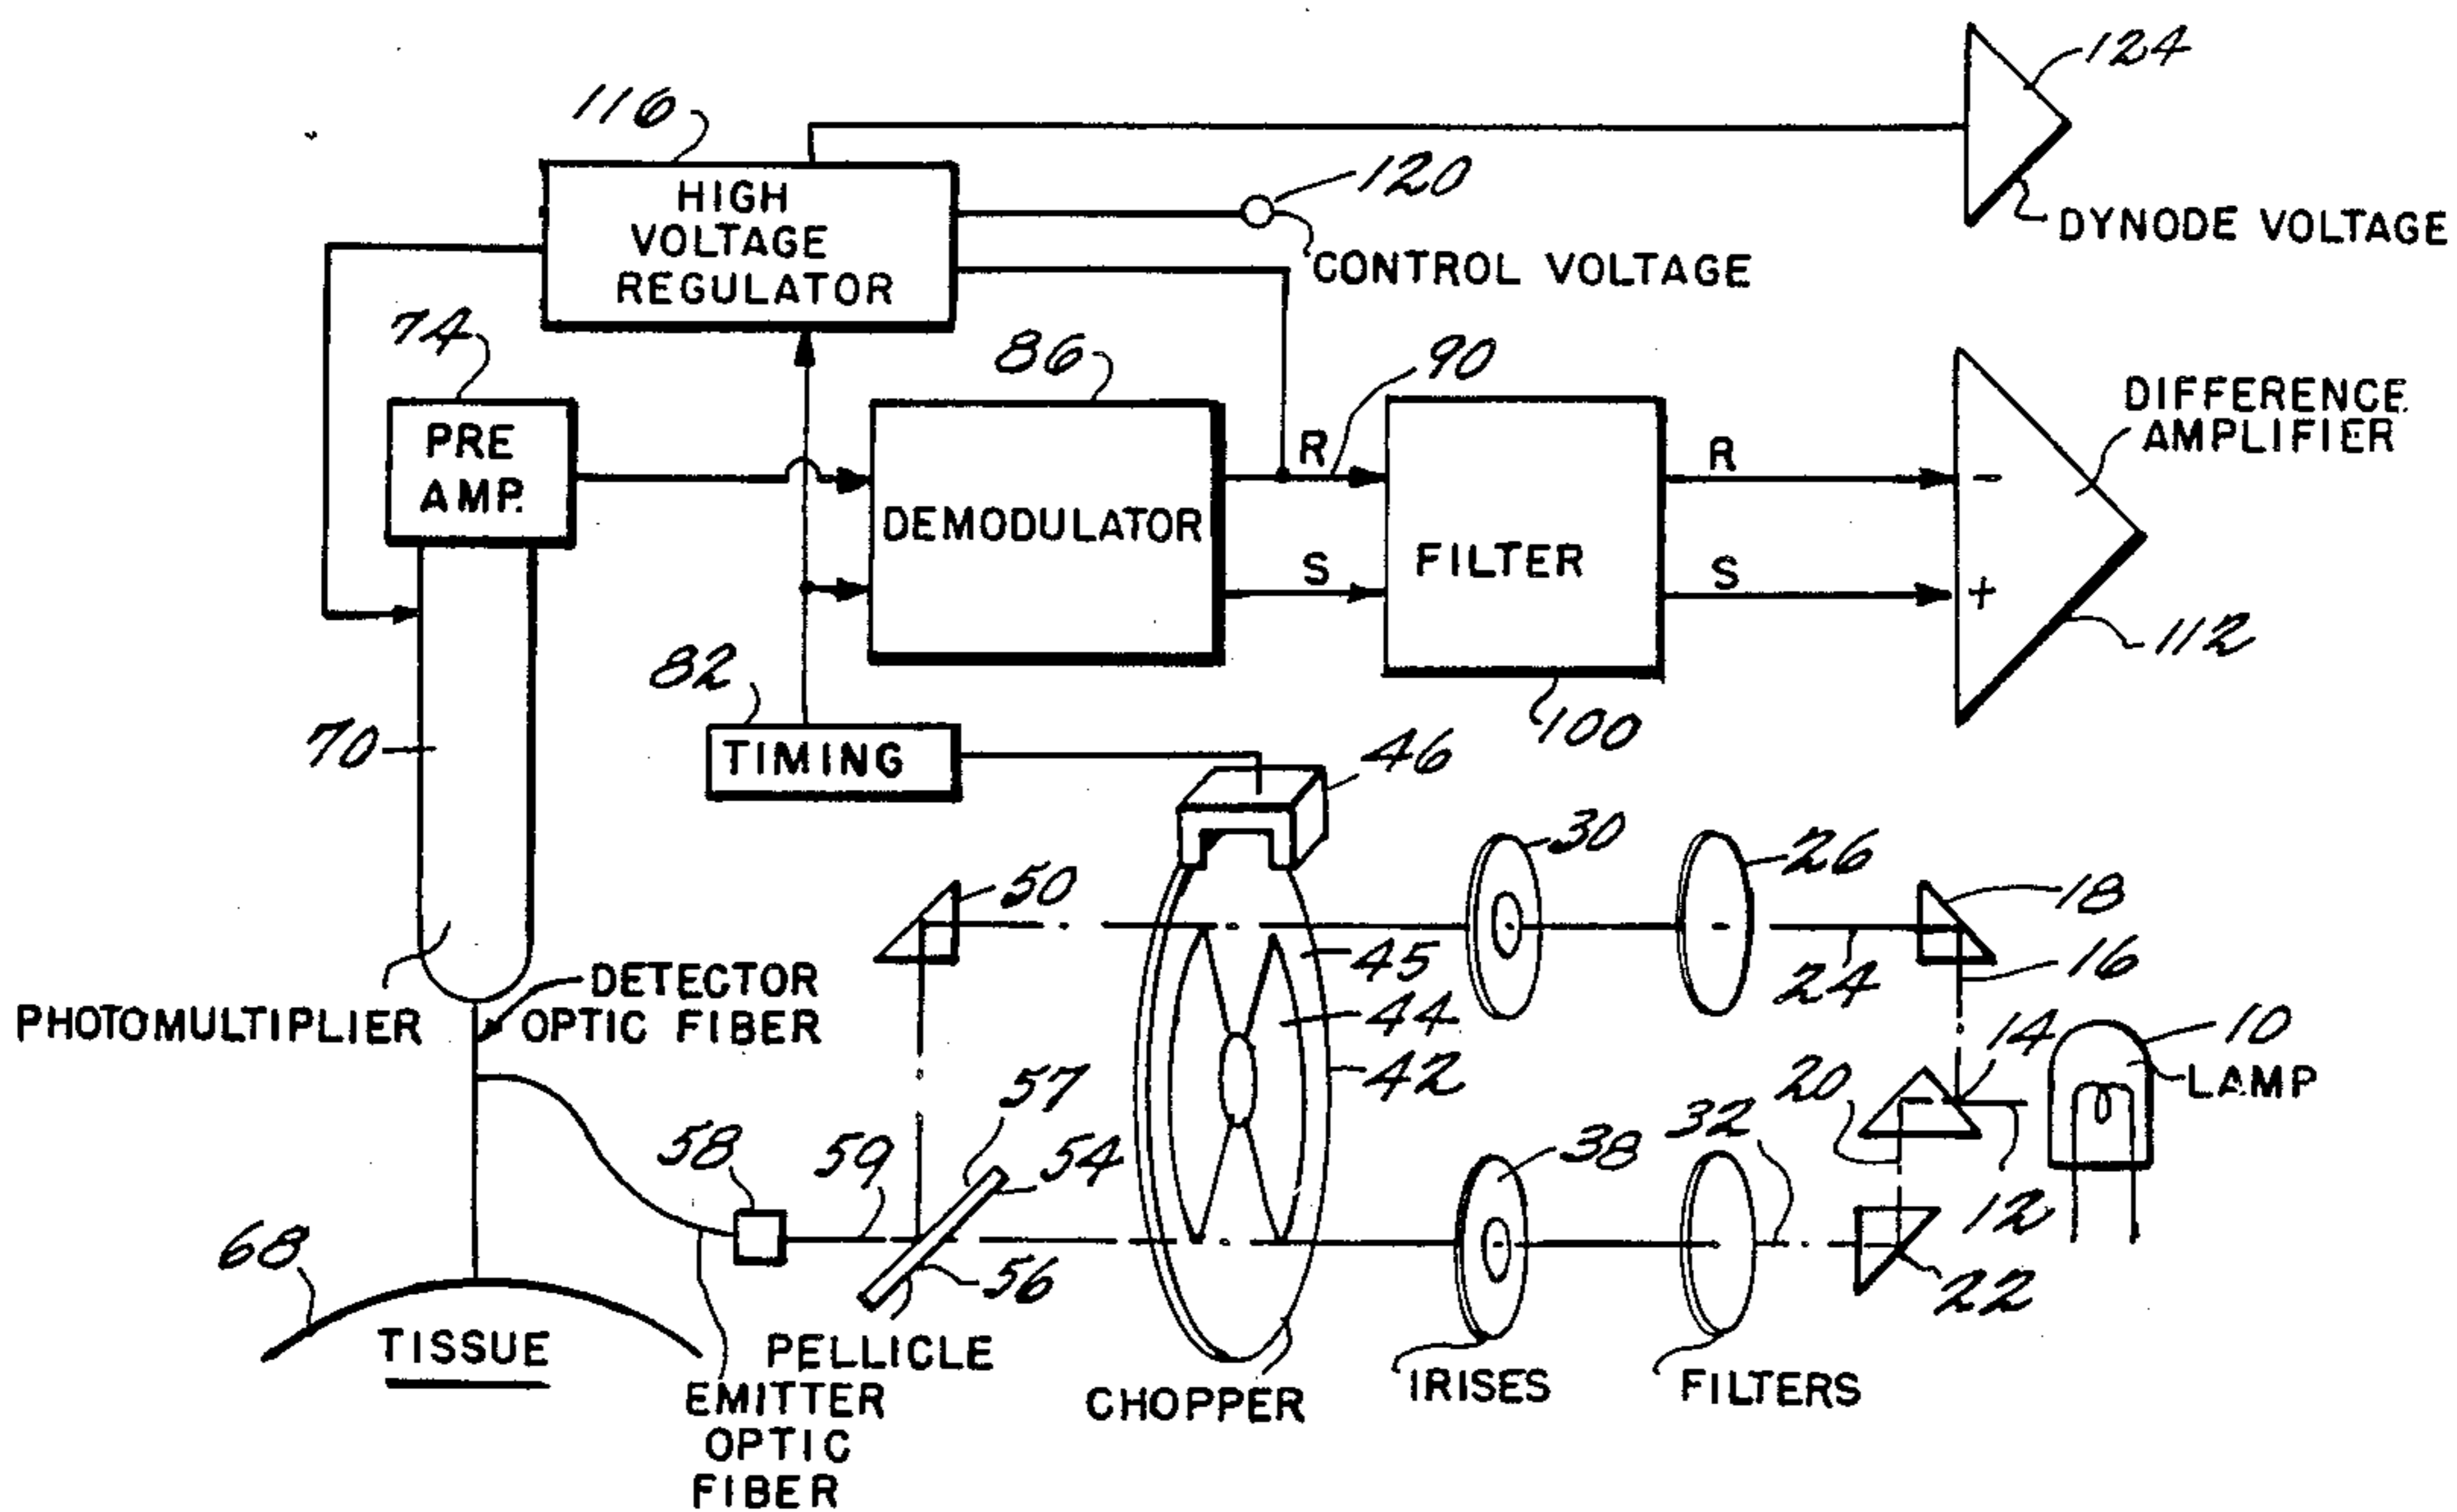 124
116
120
HIGH
VOLTAGE
REGULATOR
DYNODE VOLTAGE
CONTROL VOLTAGE
74
86
90
DIFFERENCE
AMPLIFIER
PRE
AMP.
R
R
-
DEMODULATOR
FILTER
S
S
+
112
82
70
100
TIMING
46
30
26
50
18
45
16
24
DETECTOR
OPTIC FIBER
PHOTOMULTIPLIER
44
14
10
42
20
LAMP
57
32
58
59
54
38
12
68
56
22
TISSUE
PELLICLE
EMITTER
OPTIC
FIBER
CHOPPER
IRISES
FILTERS